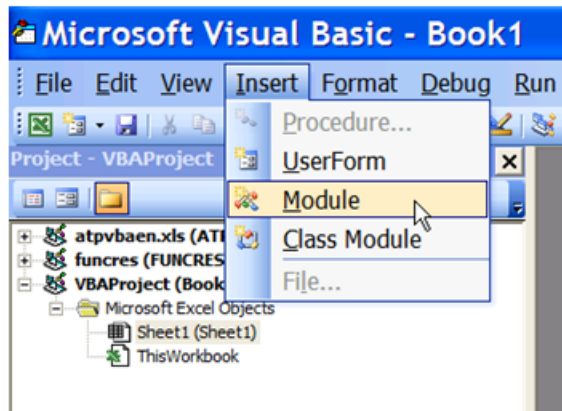 Microsoft Visual Basic - Book1
File Edit View Insert Format Debug Run
Procedure...
Project - VBAProject
UserForm
Module
Class Module
File...
atpvbaen.xls (ATP
funcres (FUNCRES
VBAProject (Book
Microsoft Excel Objects
Sheet1 (Sheet1)
ThisWorkbook